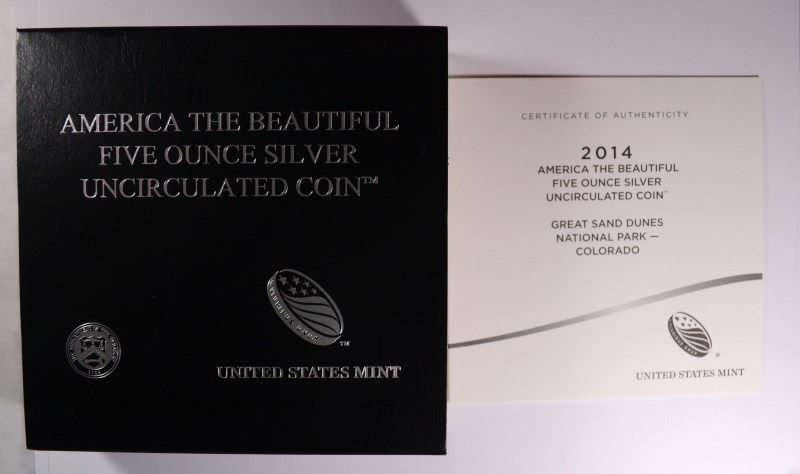 AMERICA THE BEAUTIFUL
FIVE OUNCE SILVER
UNCIRCULATED COIN™
TM
UNITED STATES MINT
CERTIFICATE OF AUTHENTICITY
2014
AMERICA THE BEAUTIFUL
FIVE OUNCE SILVER
UNCIRCULATED COIN™
GREAT SAND DUNES
NATIONAL PARK —
COLORADO
®
UNITED STATES MINT